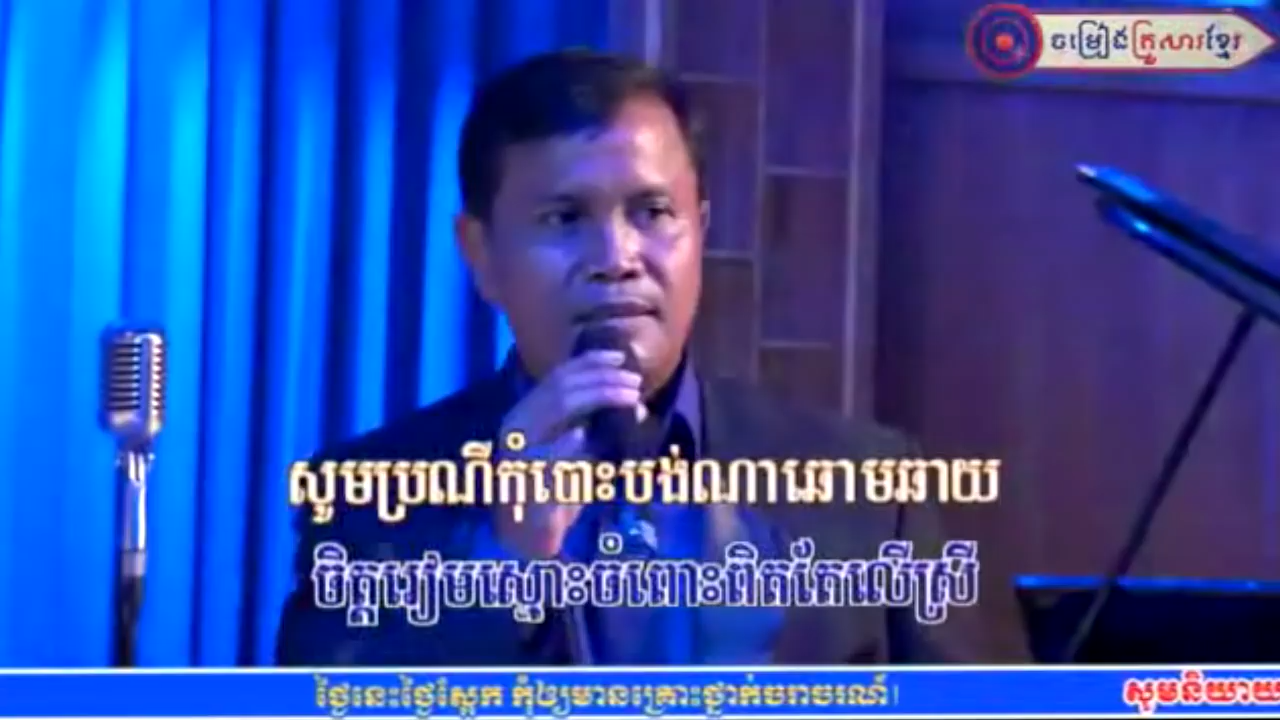 ចម្រៀងគ្រួសារខ្មែរ
សូមប្រណីកុំបោះបង់ណាឆោមឆាយ
ចិត្តរៀមស្មោះចំពោះពិតតែលើស្រី
ថ្ងៃនេះថ្ងៃស្អែក កុំឲ្យមានគ្រោះថ្នាក់ចរាចរណ៍! សូមនិយាយ